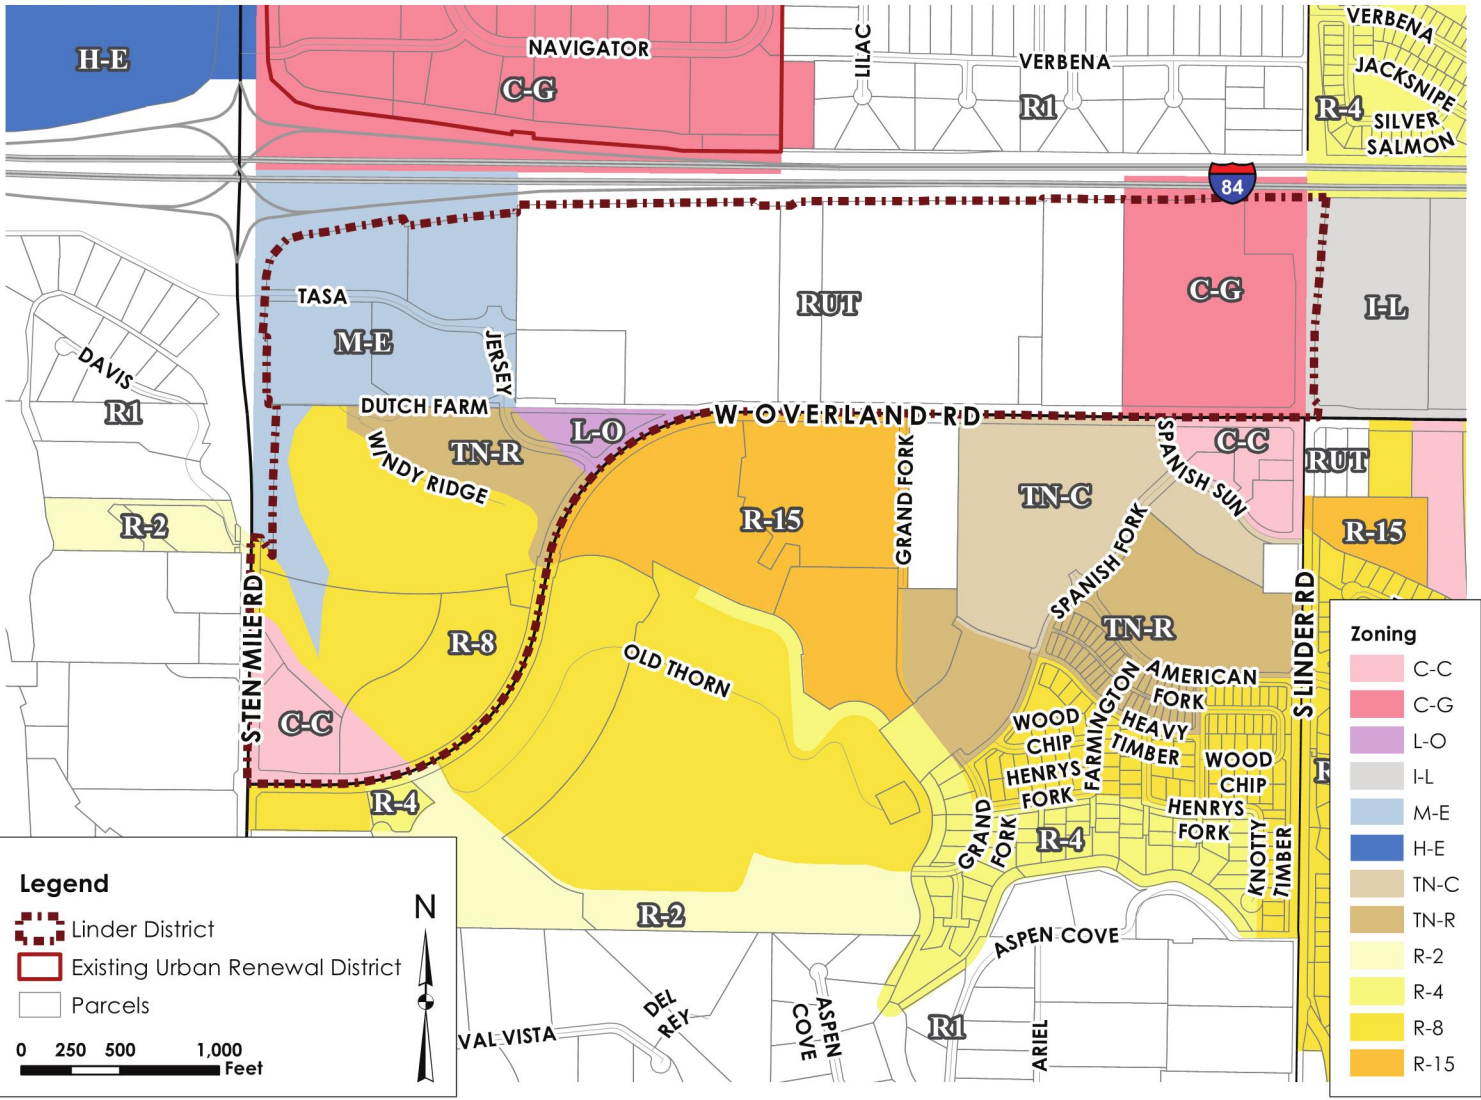 H-E
NAVIGATOR
C-G
LILAC
VERBENA
R1
VERBENA
JACKSNIPE
R-4
SILVER
SALMON
84
TASA
M-E
JERSEY
RUT
C-G
I-L
DAVIS
R1
DUTCH FARM
L-O
W OVERLAND RD
WINDY RIDGE
TN-R
GRAND FORK
SPANISH SUN
C-C
RUT
R-2
R-15
TN-C
SPANISH FORK
R-15
S TEN-MILE RD
R-8
OLD THORN
TN-R
S LINDER RD
C-C
AMERICAN
FORK
FARMINGTON
WOOD
CHIP
HEAVY
TIMBER
WOOD
CHIP
HENRYS
FORK
R-4
HENRYS
FORK
GRAND
FORK
R-4
KNOTTY
TIMBER
R-2
ASPEN COVE
DEL
REY
VAL VISTA
ASPEN
COVE
R1
ARIEL
Legend
Linder District
Existing Urban Renewal District
Parcels
0 250 500 1,000
Feet
N
Zoning
C-C
C-G
L-O
I-L
M-E
H-E
TN-C
TN-R
R-2
R-4
R-8
R-15